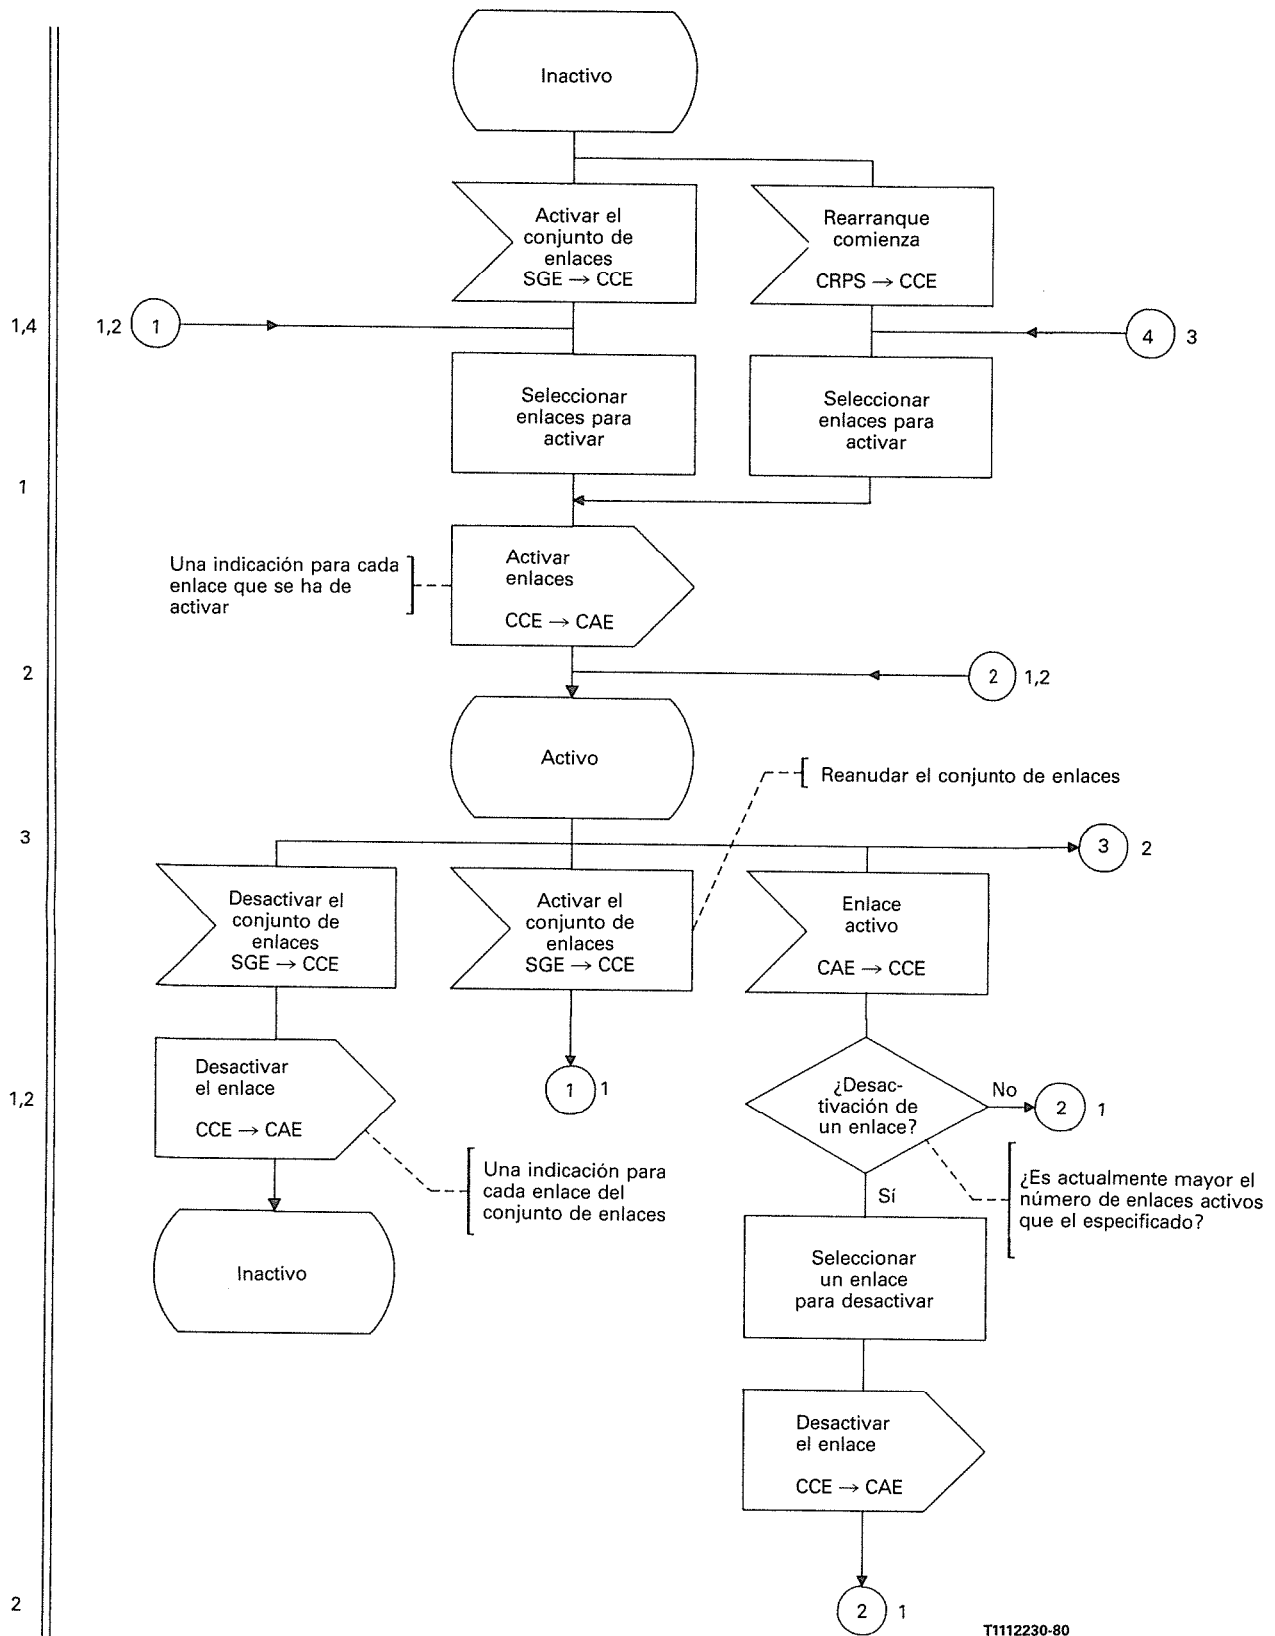 Inactivo
Activar el
conjunto de
enlaces
SGE → CCE
Rearranque
comienza
CRPS → CCE
1,4
1,2
1
4
3
Seleccionar
enlaces para
activar
Seleccionar
enlaces para
activar
1
Una indicación para cada
enlace que se ha de
activar
Activar
enlaces
CCE → CAE
2
2
1,2
Activo
Reanudar el conjunto de enlaces
3
3
2
Desactivar el
conjunto de
enlaces
SGE → CCE
Activar el
conjunto de
enlaces
SGE → CCE
Enlace
activo
CAE → CCE
1,2
Desactivar
el enlace
CCE → CAE
1
1
¿Desac-
tivación de
un enlace?
No
2
1
Una indicación para
cada enlace del
conjunto de enlaces
Sí
¿Es actualmente mayor el
número de enlaces activos
que el especificado?
Inactivo
Seleccionar
un enlace
para desactivar
Desactivar
el enlace
CCE → CAE
2
2
1
T1112230-80